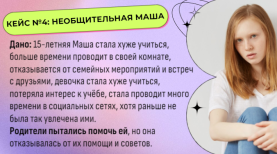 КЕЙС №4: НЕОБЩИТЕЛЬНАЯ МАША
Дано: 15-летняя Маша стала хуже учиться,
больше времени проводит в своей комнате,
отказывается от семейных мероприятий и встреч
с друзьями, девочка стала хуже учиться,
потеряла интерес к учёбе, стала проводит много
времени в социальных сетях, хотя раньше не
была так увлечена ими.
Родители пытались помочь ей, но она
отказывалась от их помощи и советов.